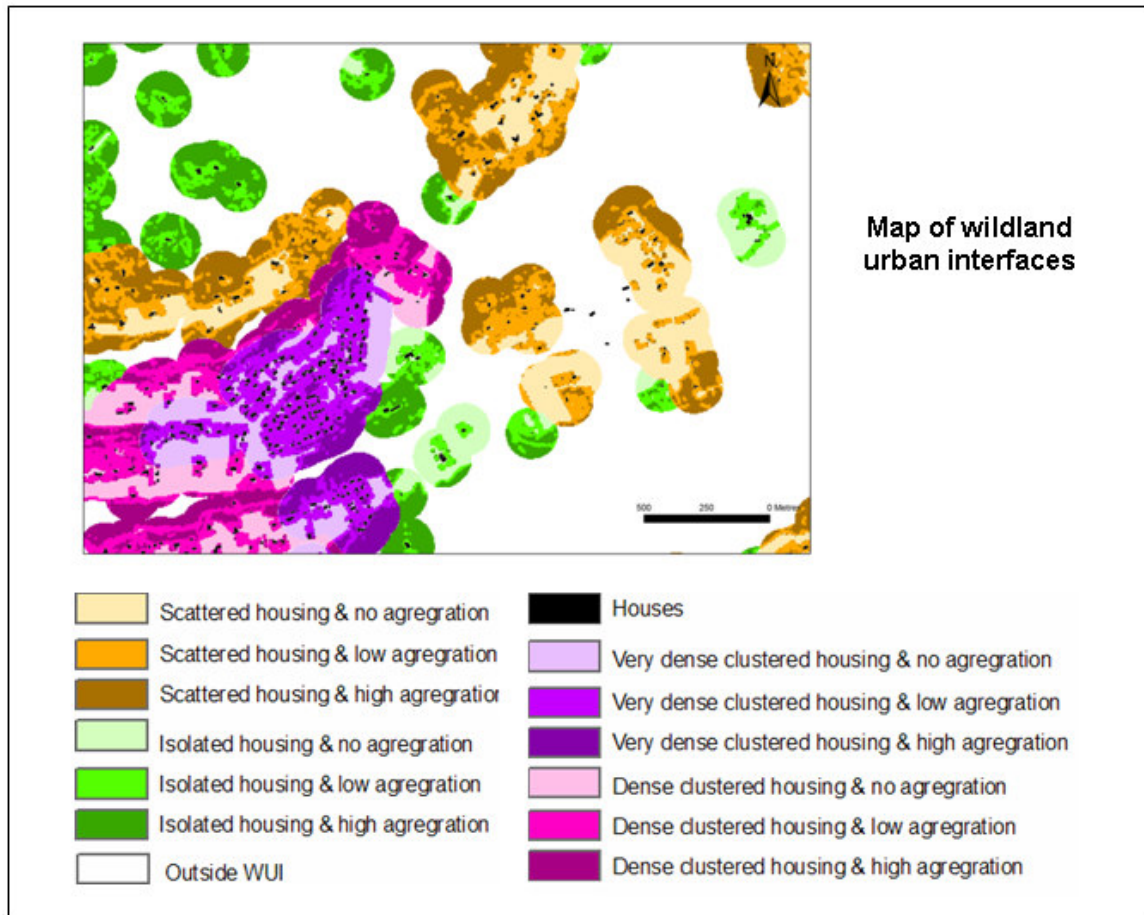 N
Map of wildland
urban interfaces
500 250 0 Metres
Scattered housing & no agregration
Scattered housing & low agregration
Scattered housing & high agregration
Isolated housing & no agregration
Isolated housing & low agregration
Isolated housing & high agregration
Outside WUI
Houses
Very dense clustered housing & no agregration
Very dense clustered housing & low agregration
Very dense clustered housing & high agregration
Dense clustered housing & no agregration
Dense clustered housing & low agregration
Dense clustered housing & high agregration